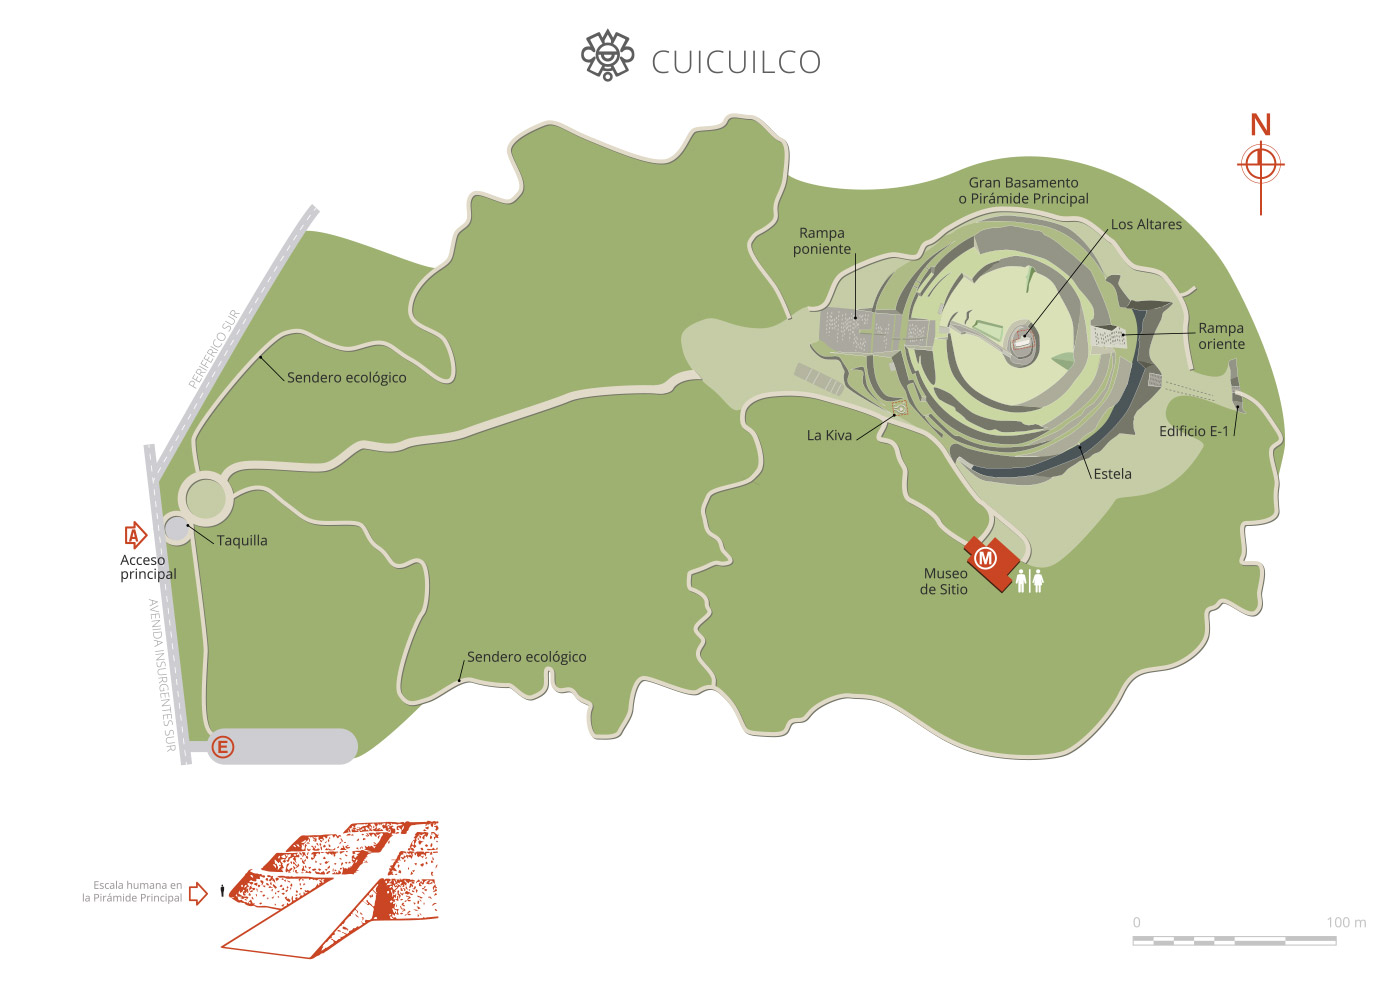 CUICUILCO
N
Gran Basamento
o Pirámide Principal
Los Altares
Rampa
poniente
Rampa
oriente
PERIFERICO SUR
Sendero ecológico
La Kiva
Edificio E-1
Estela
A
Acceso
principal
Taquilla
M
Museo
de Sitio
AVENIDA INSURGENTES SUR
Sendero ecológico
E
Escala humana en
la Pirámide Principal
0 100 m